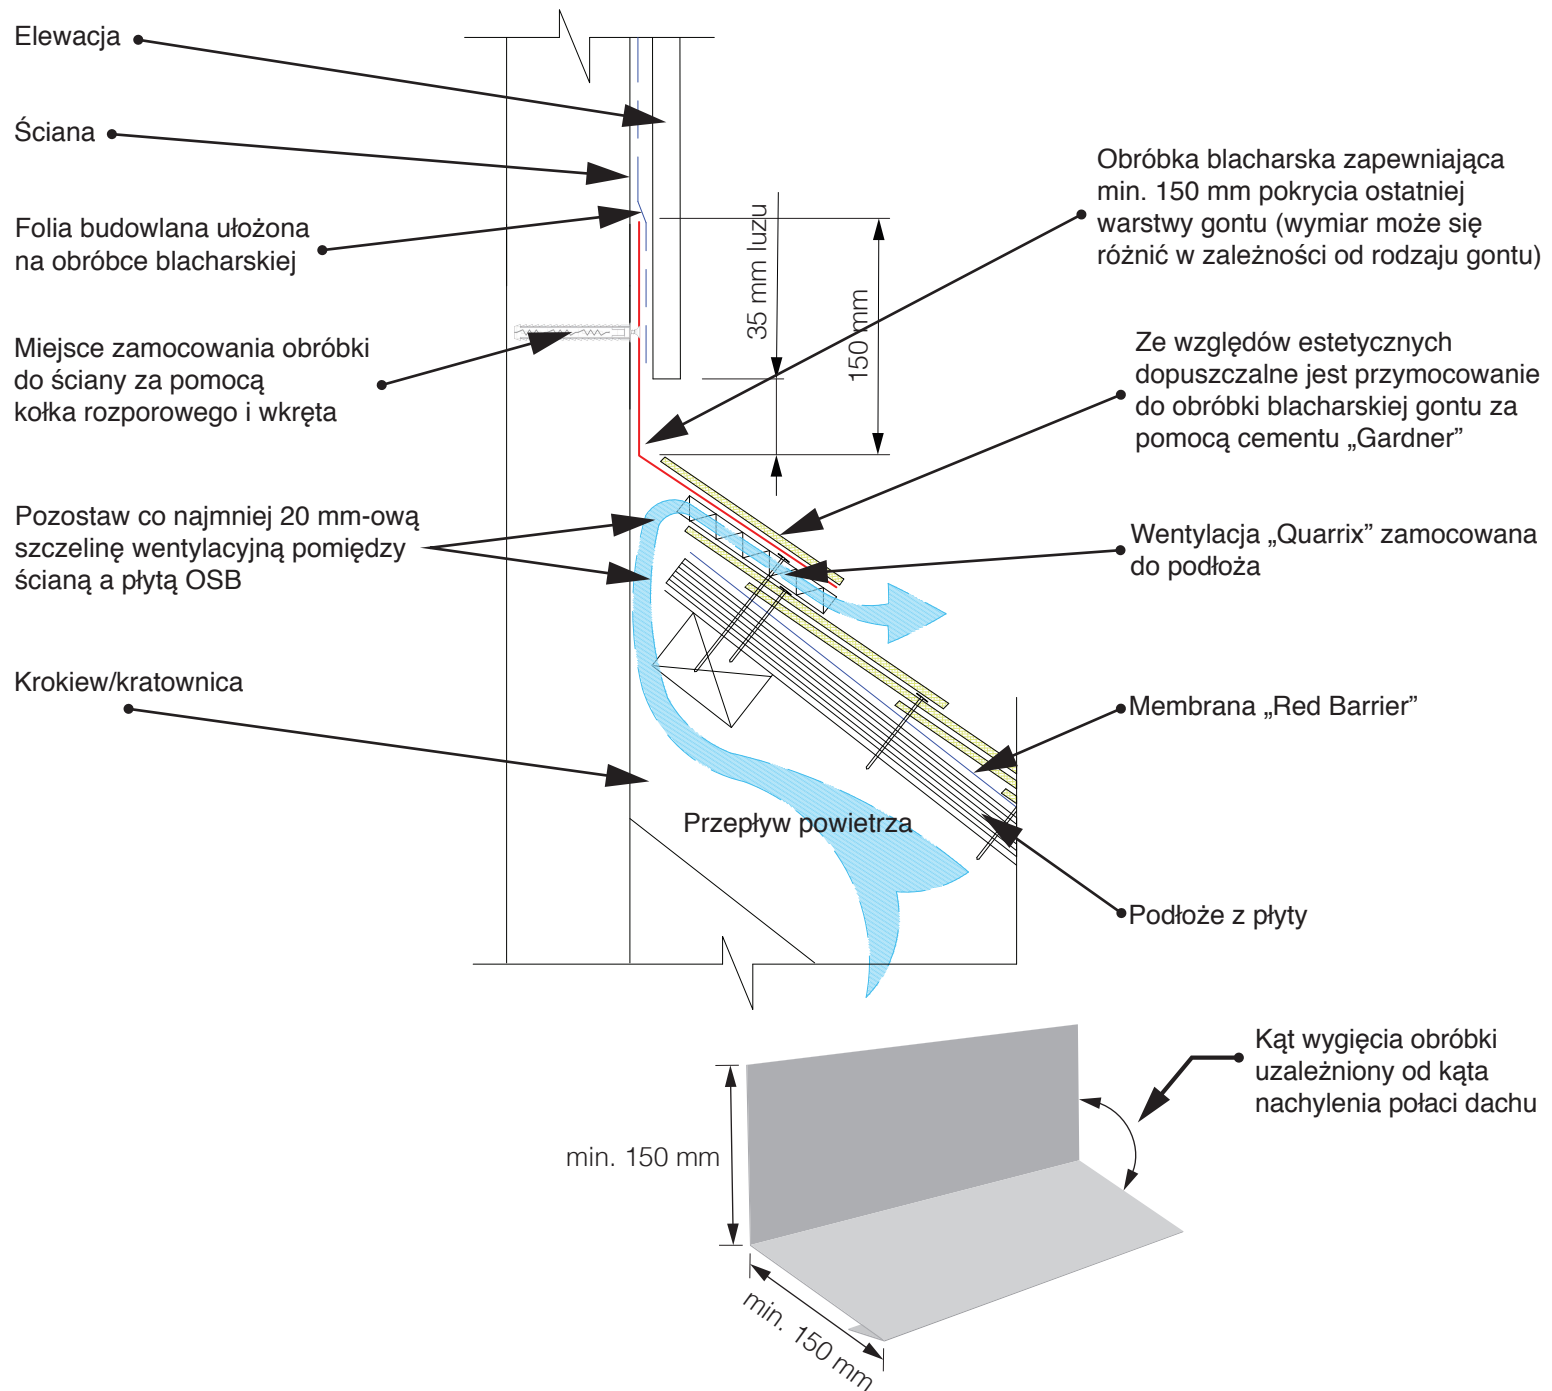 Elewacja
Ściana
Folia budowlana ułożona
na obróbce blacharskiej
Miejsce zamocowania obróbki
do ściany za pomocą
kołka rozporowego i wkręta
Pozostaw co najmniej 20 mm-ową
szczelinę wentylacyjną pomiędzy
ścianą a płytą OSB
Krokiew/kratownica
35 mm luzu
150 mm
Obróbka blacharska zapewniająca
min. 150 mm pokrycia ostatniej
warstwy gontu (wymiar może się
różnić w zależności od rodzaju gontu)
Ze względów estetycznych
dopuszczalne jest przymocowanie
do obróbki blacharskiej gontu za
pomocą cementu „Gardner”
Wentylacja „Quarrix” zamocowana
do podłoża
Membrana „Red Barrier”
Przepływ powietrza
Podłoże z płyty
Kąt wygięcia obróbki
uzależniony od kąta
nachylenia połaci dachu
min. 150 mm
min. 150 mm